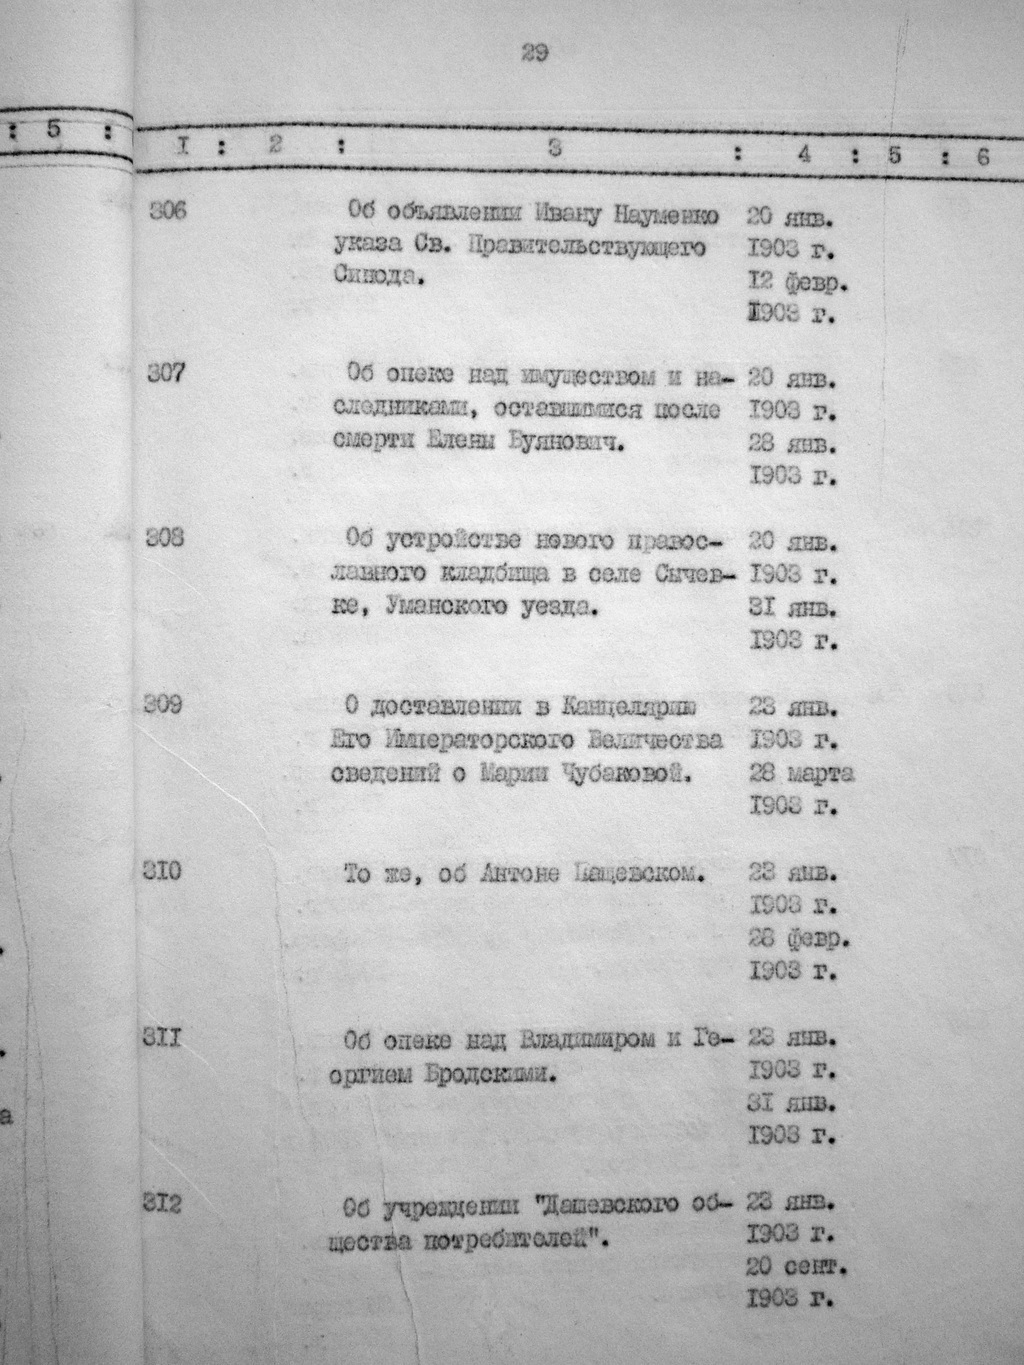 29
: 5 :
I : 2 : 3 : 4 : 5 : 6
306 Об объявлении Ивану Науменко 20 янв.
указа Св. Правительствующего 1903 г.
Синода. 12 февр.
1903 г.
307 Об опеке над имуществом и на- 20 янв.
следниками, оставшимися после 1903 г.
смерти Елены Буянович. 28 янв.
1903 г.
308 Об устройстве нового правос- 20 янв.
лавного кладбища в селе Сычев- 1903 г.
ке, Уманского уезда. 31 янв.
1903 г.
309 О доставлении в Канцелярию 23 янв.
Его Императорского Величества 1903 г.
сведений о Марии Чубаковой. 28 марта
1903 г.
310 То же, об Антоне 23 янв.
1903 г.
28 февр.
1903 г.
311 Об опеке над Владимиром и Ге- 23 янв.
оргием Бродскими. 1903 г.
31 янв.
1903 г.
а
312 Об учреждении "Дашевского об- 23 янв.
щества потребителей". 1903 г.
20 сент.
1903 г.